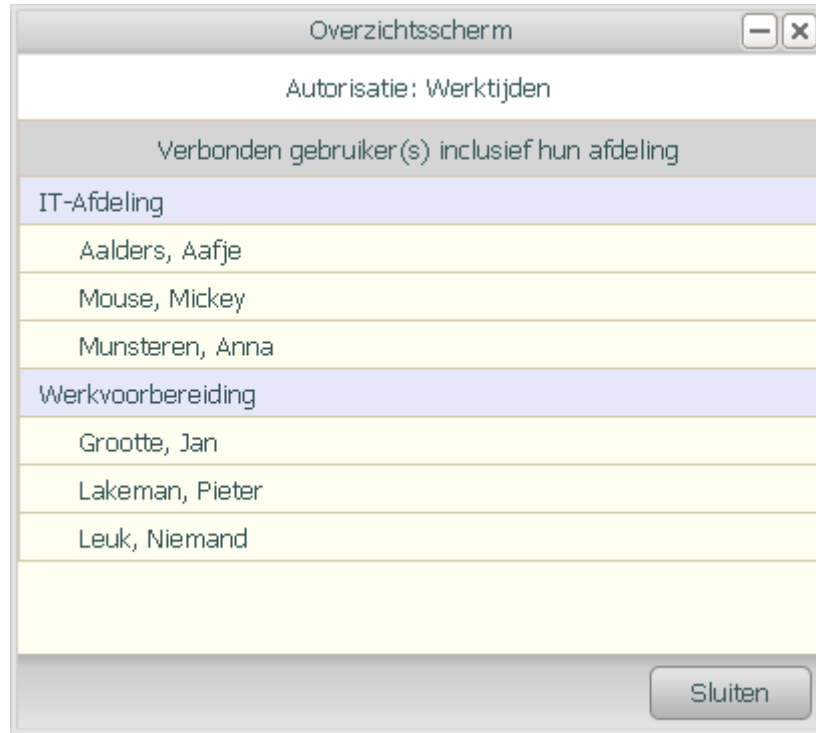 Overzichtsscherm
Autorisatie: Werktijden
Verbonden gebruiker(s) inclusief hun afdeling
IT-Afdeling
Aalders, Aafje
Mouse, Mickey
Munsteren, Anna
Werkvoorbereiding
Grootte, Jan
Lakeman, Pieter
Leuk, Niemand
Sluiten